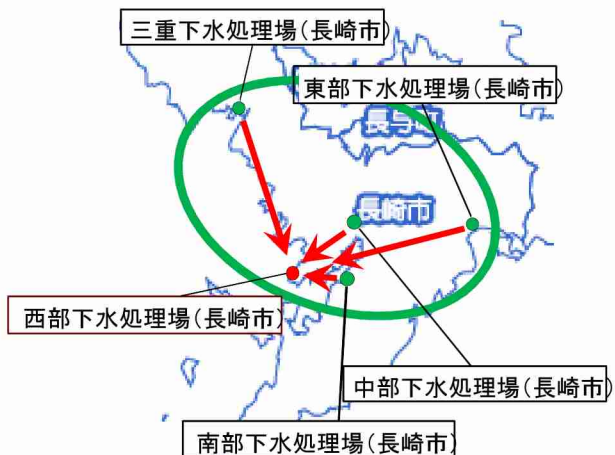 三重下水処理場(長崎市)
東部下水処理場(長崎市)
長与町
長崎市
西部下水処理場(長崎市)
中部下水処理場(長崎市)
南部下水処理場(長崎市)